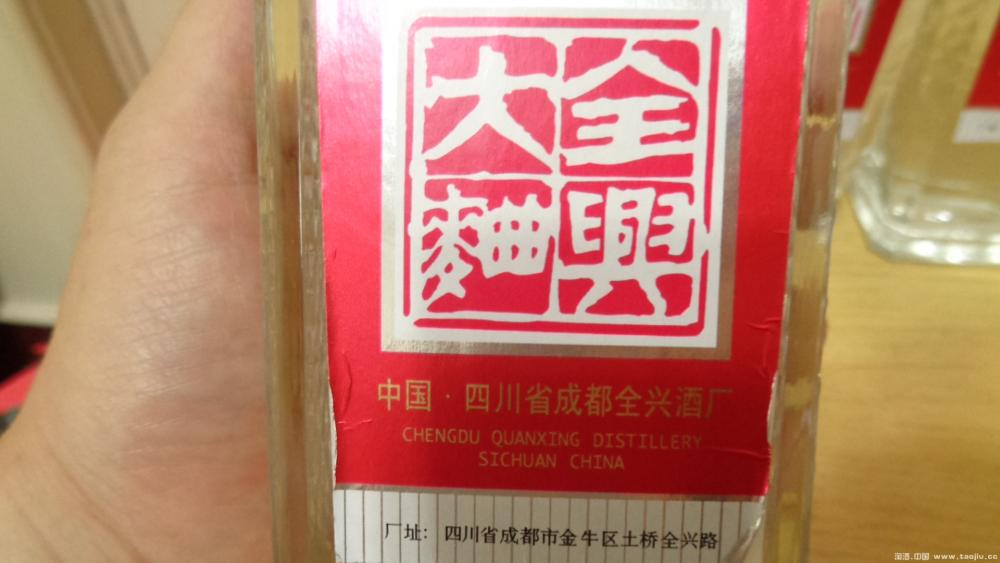 全興
大麯
中国·四川省成都全兴酒厂
CHENGDU QUANXING DISTILLERY
SICHUAN CHINA
厂址：四川省成都市金牛区土桥全兴路
淘酒.中国 www.taojiu.cc